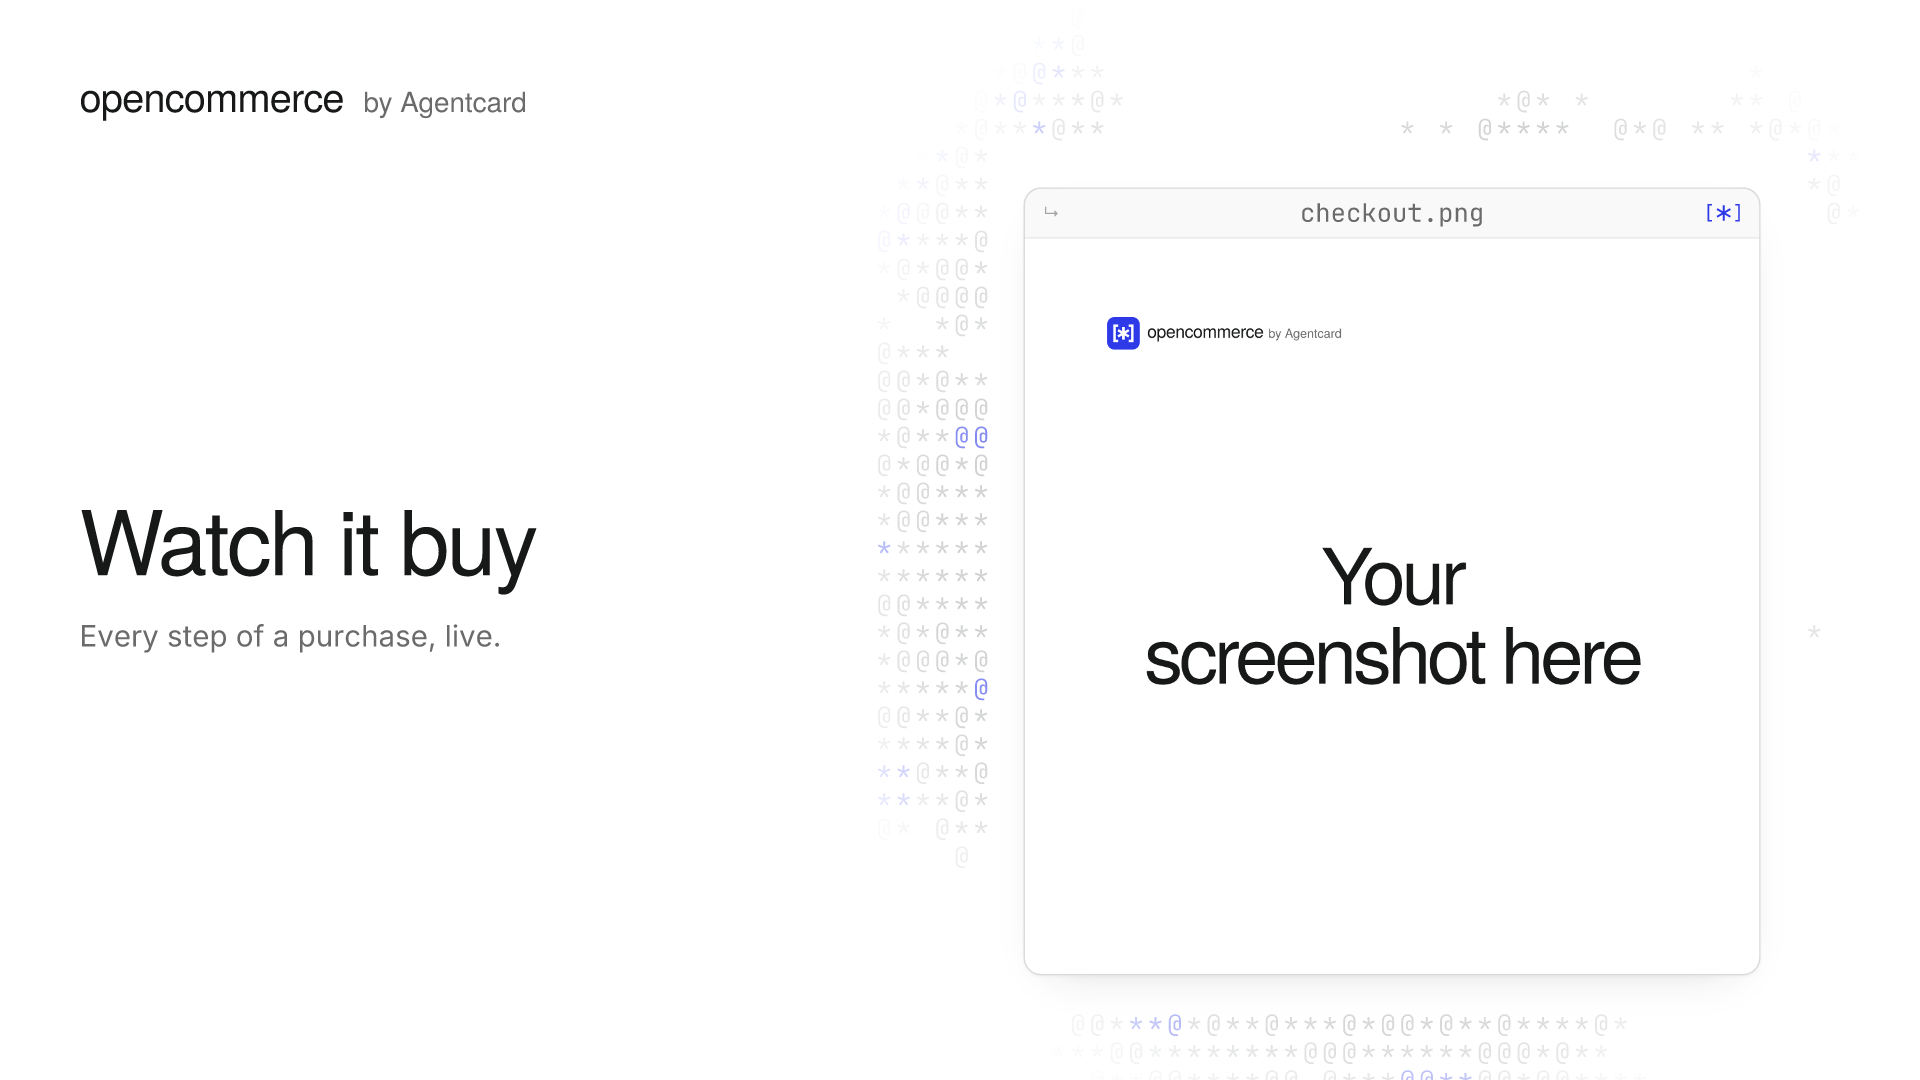 opencommerce by Agentcard
Watch it buy
Every step of a purchase, live.
checkout.png
[*]
[*] opencommerce by Agentcard
Your
screenshot here